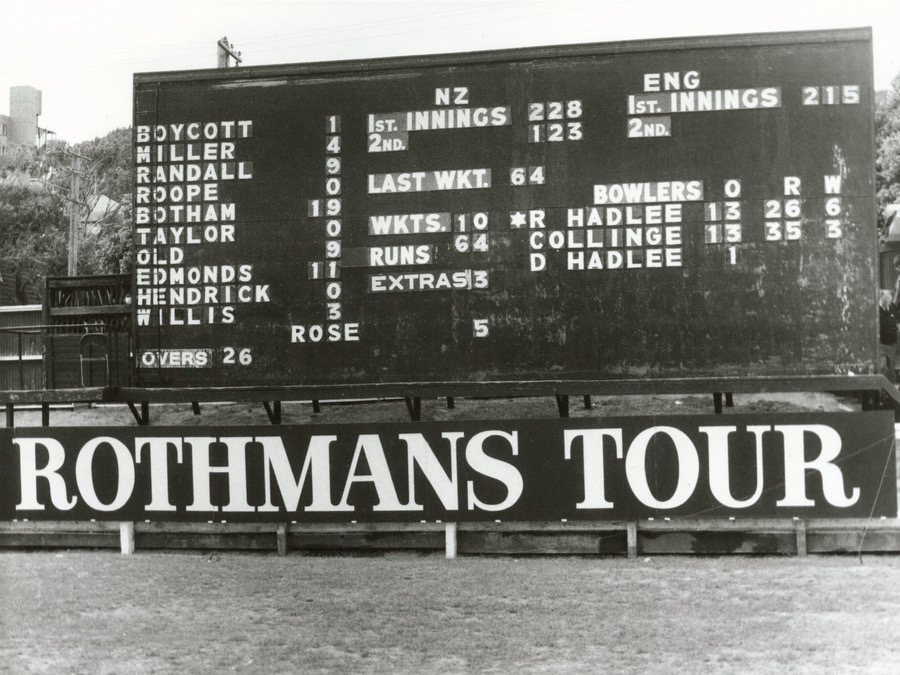 NZ ENG
1ST. INNINGS 228 1ST. INNINGS 215
2ND. 123 2ND.
BOYCOTT 1
MILLER 4
RANDALL 9
ROOPE 0
BOTHAM 19
TAYLOR 0
OLD 9
EDMONDS 11
HENDRICK 0
WILLIS 3
ROSE 5
OVERS 26
LAST WKT. 64
WKTS. 10
RUNS 64
EXTRAS 3
BOWLERS O R W
*R HADLEE 13 26 6
COLLINGE 13 35 3
D HADLEE 1
ROTHMANS TOUR